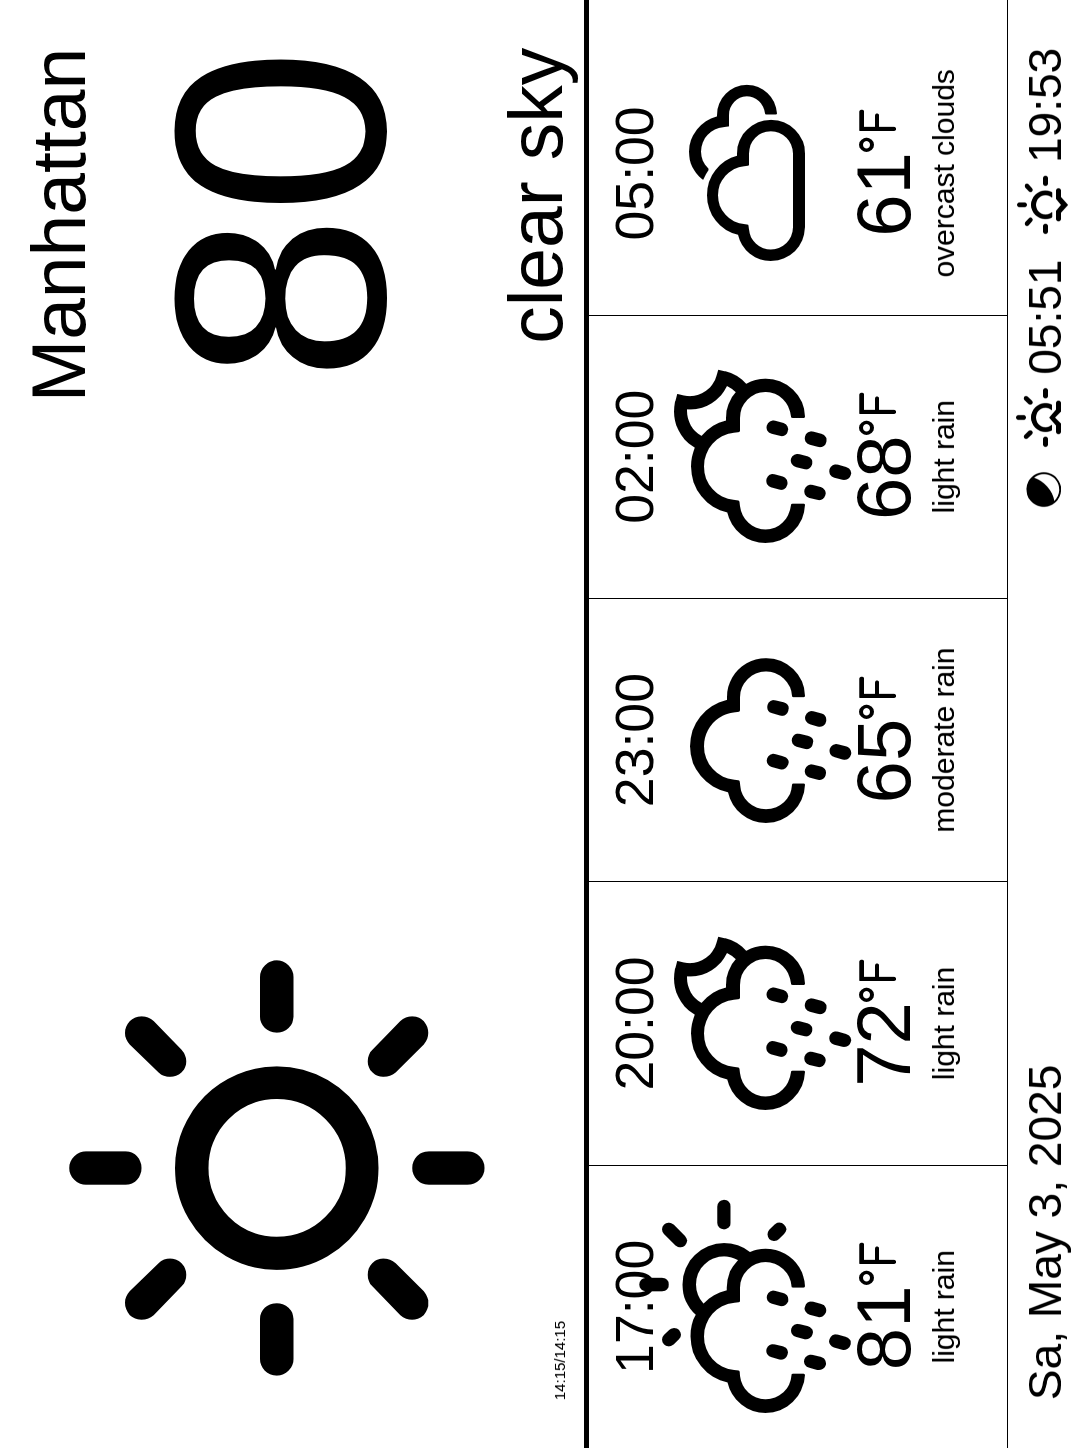 Manhattan
80
clear sky
14:15/14:15
17:00
81°F
light rain
20:00
72°F
light rain
23:00
65°F
moderate rain
02:00
68°F
light rain
05:00
61°F
overcast clouds
Sa, May 3, 2025
05:51 19:53